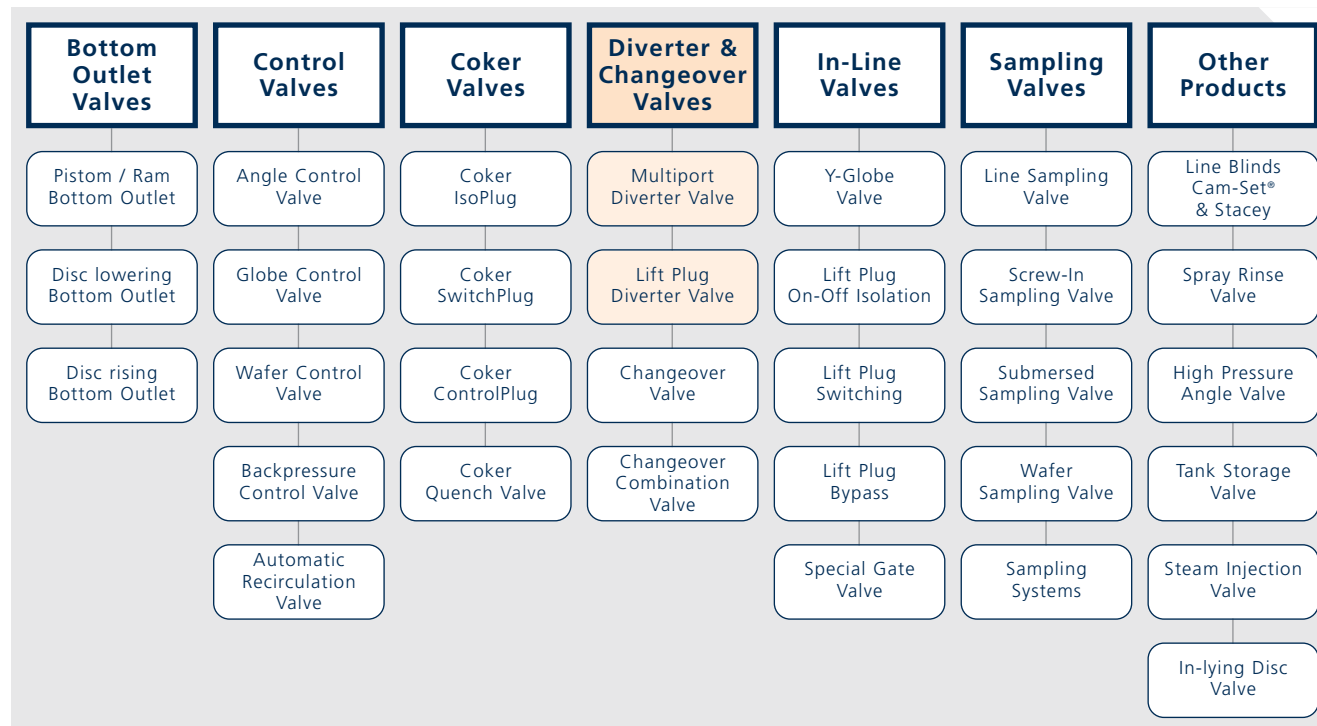 Bottom
Outlet
Valves
Pistom / Ram
Bottom Outlet
Disc lowering
Bottom Outlet
Disc rising
Bottom Outlet
Control
Valves
Angle Control
Valve
Globe Control
Valve
Wafer Control
Valve
Backpressure
Control Valve
Automatic
Recirculation
Valve
Coker
Valves
Coker
IsoPlug
Coker
SwitchPlug
Coker
ControlPlug
Coker
Quench Valve
Diverter &
Changeover
Valves
Multiport
Diverter Valve
Lift Plug
Diverter Valve
Changeover
Valve
Changeover
Combination
Valve
In-Line
Valves
Y-Globe
Valve
Lift Plug
On-Off Isolation
Lift Plug
Switching
Lift Plug
Bypass
Special Gate
Valve
Sampling
Valves
Line Sampling
Valve
Screw-In
Sampling Valve
Submersed
Sampling Valve
Wafer
Sampling Valve
Sampling
Systems
Other
Products
Line Blinds
Cam-Set®
& Stacey
Spray Rinse
Valve
High Pressure
Angle Valve
Tank Storage
Valve
Steam Injection
Valve
In-lying Disc
Valve